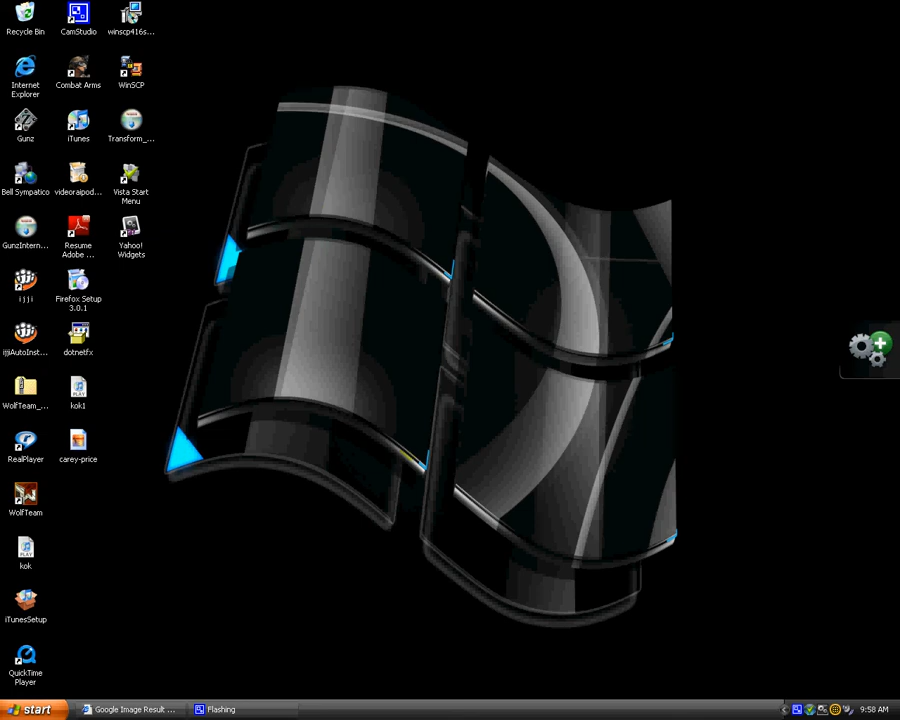 Recycle Bin
CamStudio
winscp416s...
Internet
Explorer
Combat Arms
WinSCP
Gunz
iTunes
Transform_...
Bell Sympatico
videoraipod...
Vista Start
Menu
GunzIntern...
Resume
Adobe ...
Yahoo!
Widgets
ijji
Firefox Setup
3.0.1
ijjiAutoInst...
dotnetfx
WolfTeam_...
kok1
RealPlayer
carey-price
WolfTeam
kok
iTunesSetup
QuickTime
Player
start
Google Image Result ...
Flashing
9:58 AM